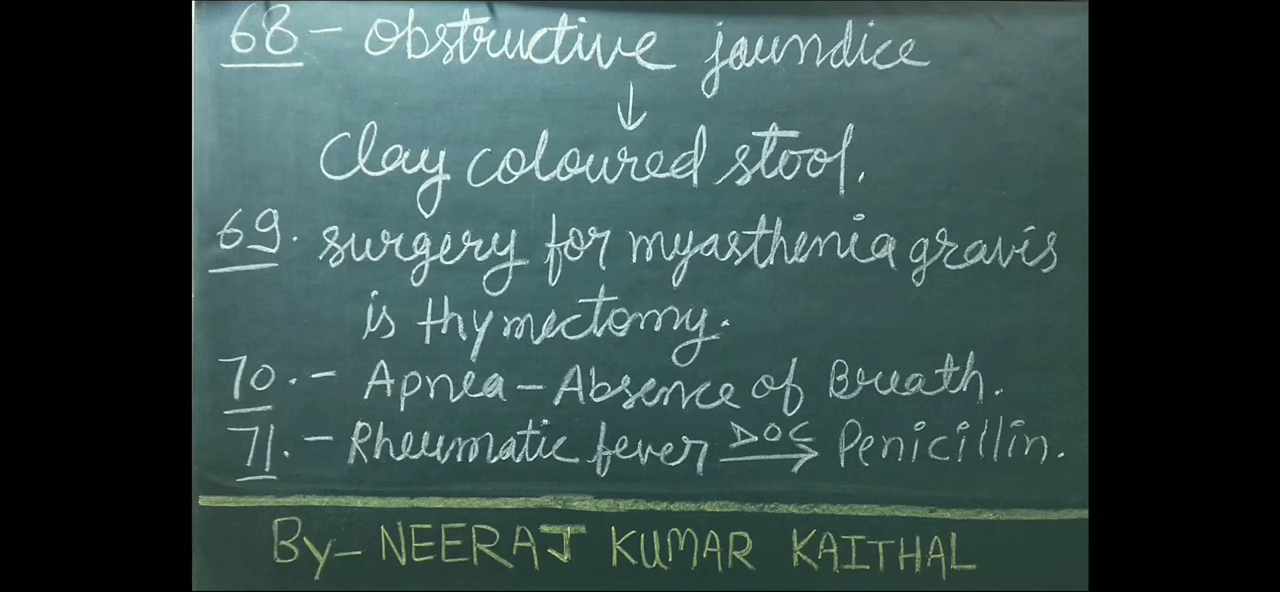 68 - Obstructive jaundice
↓
Clay coloured stool.
69. surgery for myasthenia gravis
is thymectomy.
70. - Apnea - Absence of Breath.
71. - Rheumatic fever DOC → Penicillin.
By - NEERAJ KUMAR KAITHAL